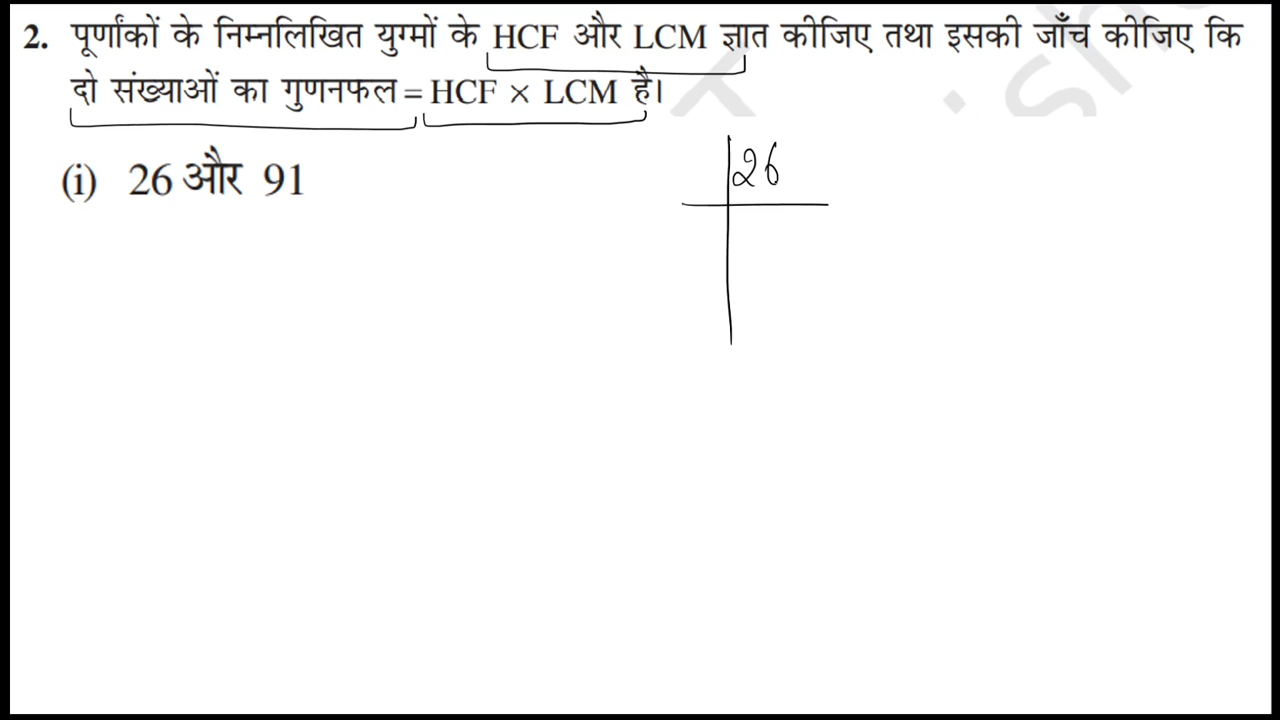 2. पूर्णांकों के निम्नलिखित युग्मों के HCF और LCM ज्ञात कीजिए तथा इसकी जाँच कीजिए कि
दो संख्याओं का गुणनफल = HCF × LCM है।
(i) 26 और 91
26